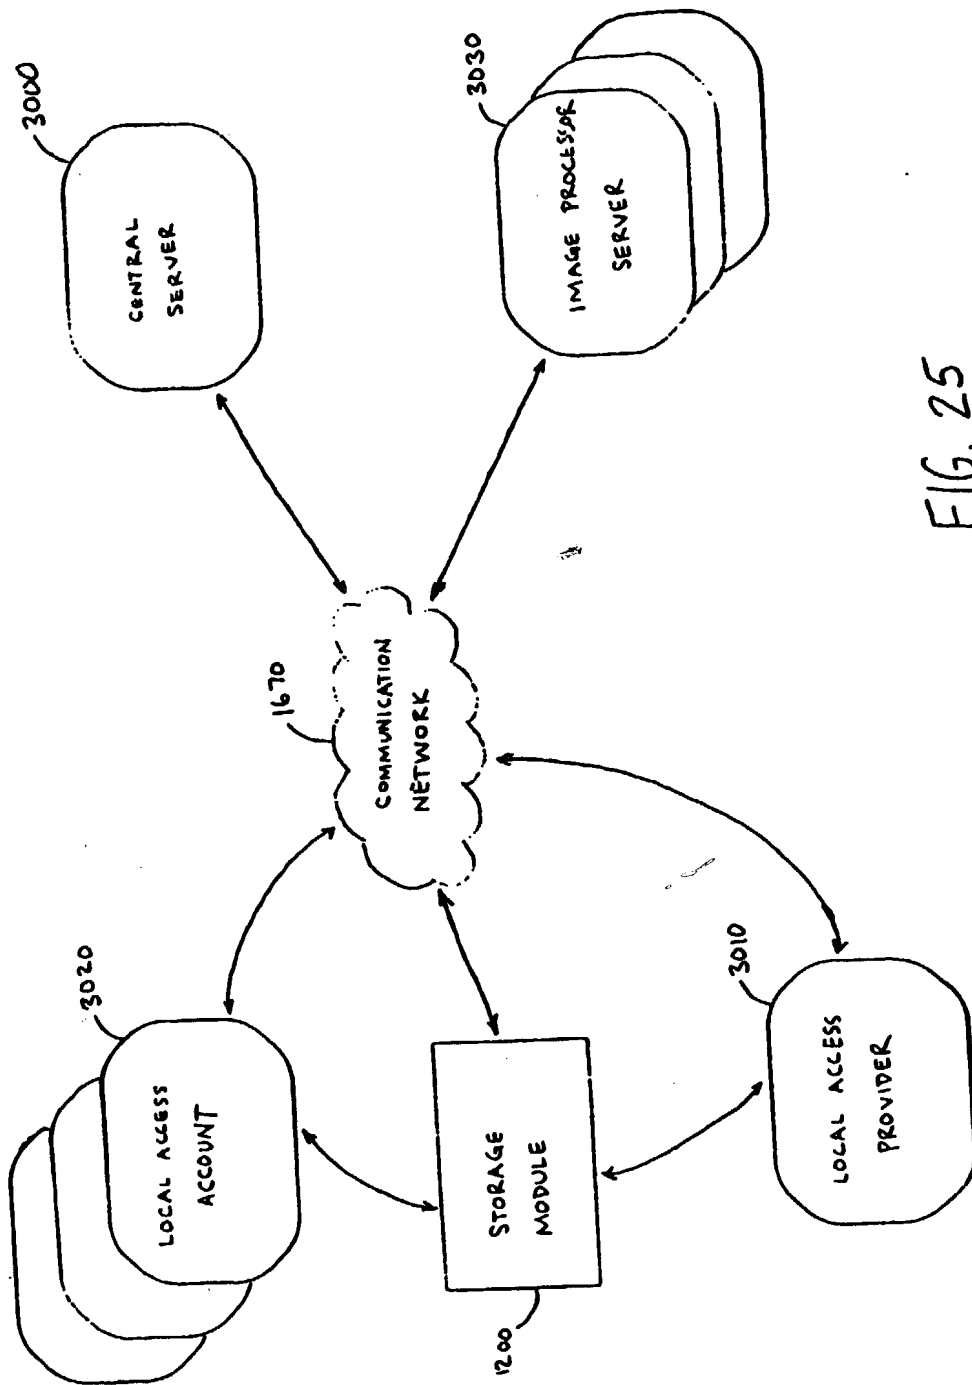 3020
LOCAL ACCESS
ACCOUNT
1670
3000
CENTRAL
SERVER
COMMUNICATION
NETWORK
STORAGE
MODULE
1200
3030
IMAGE PROCESSOR
SERVER
3010
LOCAL ACCESS
PROVIDER
FIG. 25